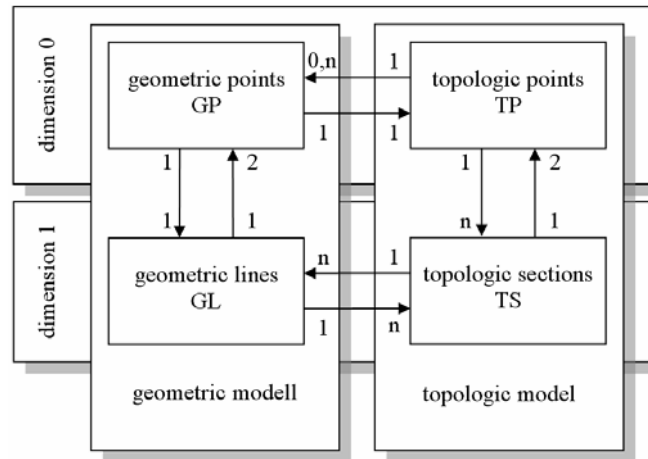 dimension 0
geometric points
GP
0,n 1
topologic points
TP
1 1
1 2
1 2
1 1
n 1
dimension 1
geometric lines
GL
n 1
topologic sections
TS
1 n
geometric modell
topologic model